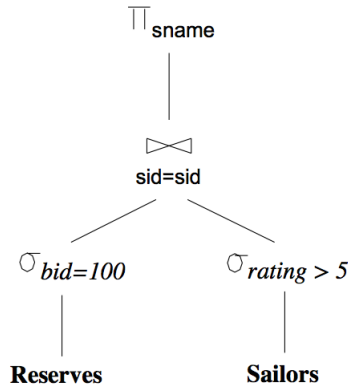 π sname
⋈
sid=sid
σ bid=100 σ rating > 5
Reserves Sailors